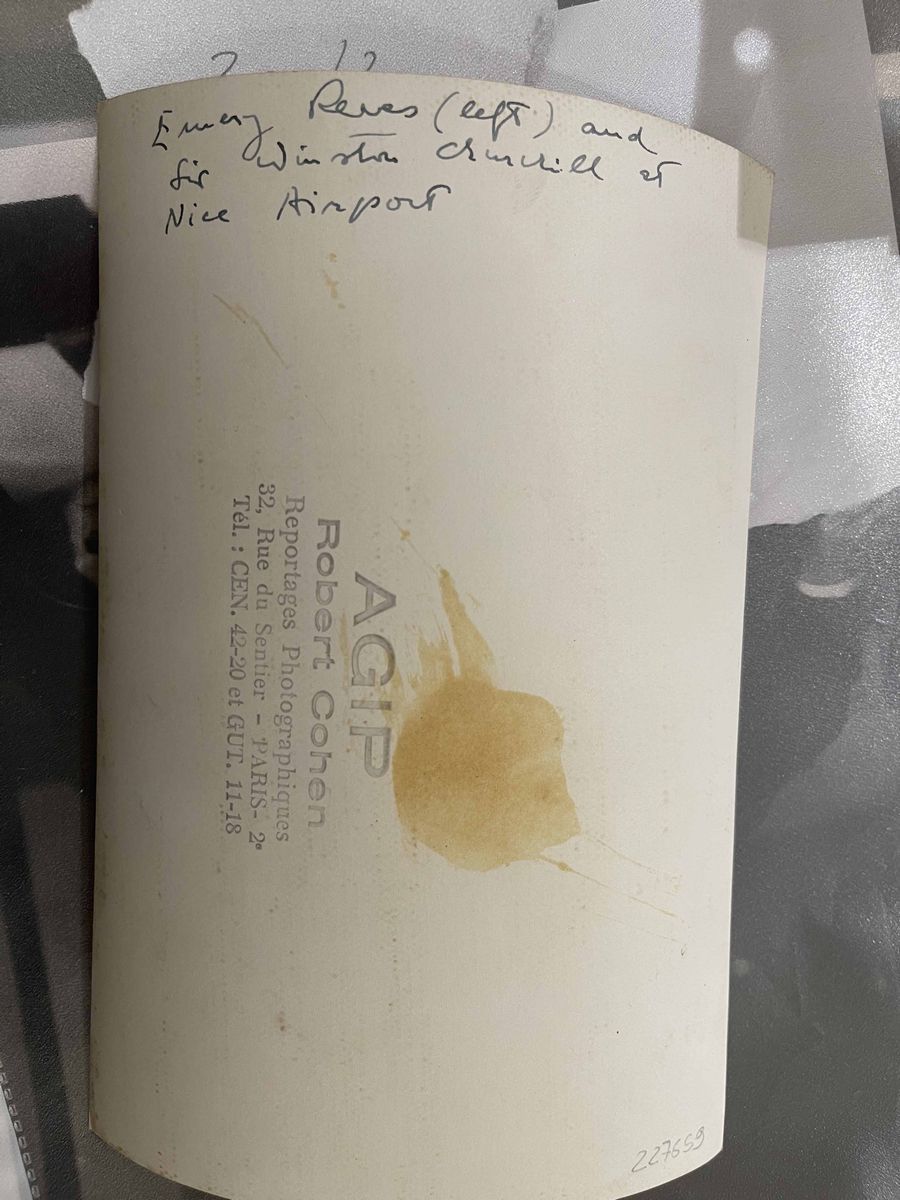 Emery Reves (left) and
Sir Winston Churchill at
Nice Airport
AGIP
Robert Cohen
Reportages Photographiques
32, Rue du Sentier - PARIS- 2e
Tél. : CEN. 42-20 et GUT. 11-18
227659